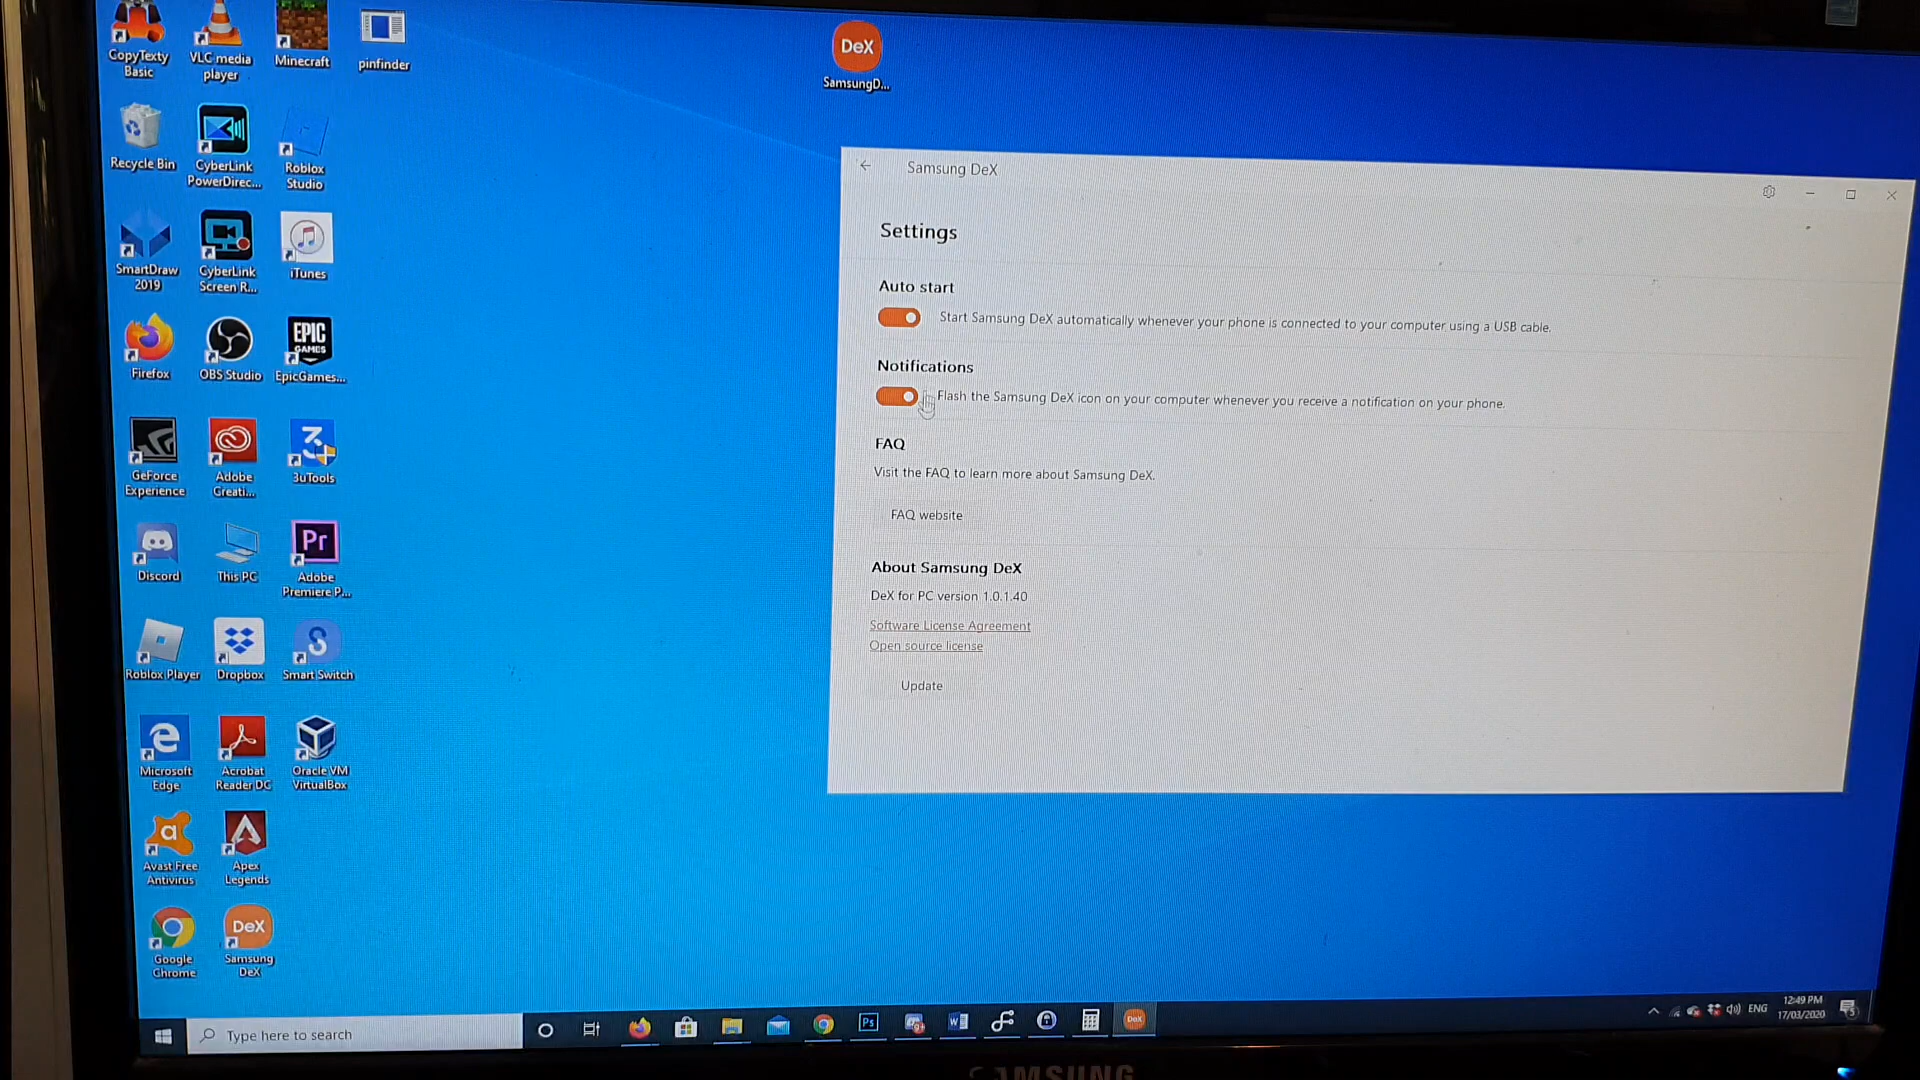 CopyTexty
Basic
VLC media
player
Minecraft
pinfinder
DeX
SamsungD...
Recycle Bin
CyberLink
PowerDirec...
Roblox
Studio
SmartDraw
2019
CyberLink
Screen R...
iTunes
Firefox
OBS Studio
EPIC
GAMES
EpicGames...
GeForce
Experience
Adobe
Creati...
3uTools
Discord
This PC
Pr
Adobe
Premiere P...
Roblox Player
Dropbox
S
Smart Switch
Microsoft
Edge
Acrobat
Reader DC
Oracle VM
VirtualBox
Avast Free
Antivirus
Apex
Legends
Google
Chrome
DeX
Samsung
DeX
Samsung DeX
Settings
Auto start
Start Samsung DeX automatically whenever your phone is connected to your computer using a USB cable.
Notifications
Flash the Samsung DeX icon on your computer whenever you receive a notification on your phone.
FAQ
Visit the FAQ to learn more about Samsung DeX.
FAQ website
About Samsung DeX
DeX for PC version 1.0.1.40
Software License Agreement
Open source license
Update
Type here to search
Ps
W
DeX
ENG
12:49 PM
17/03/2020
5
SAMSUNG